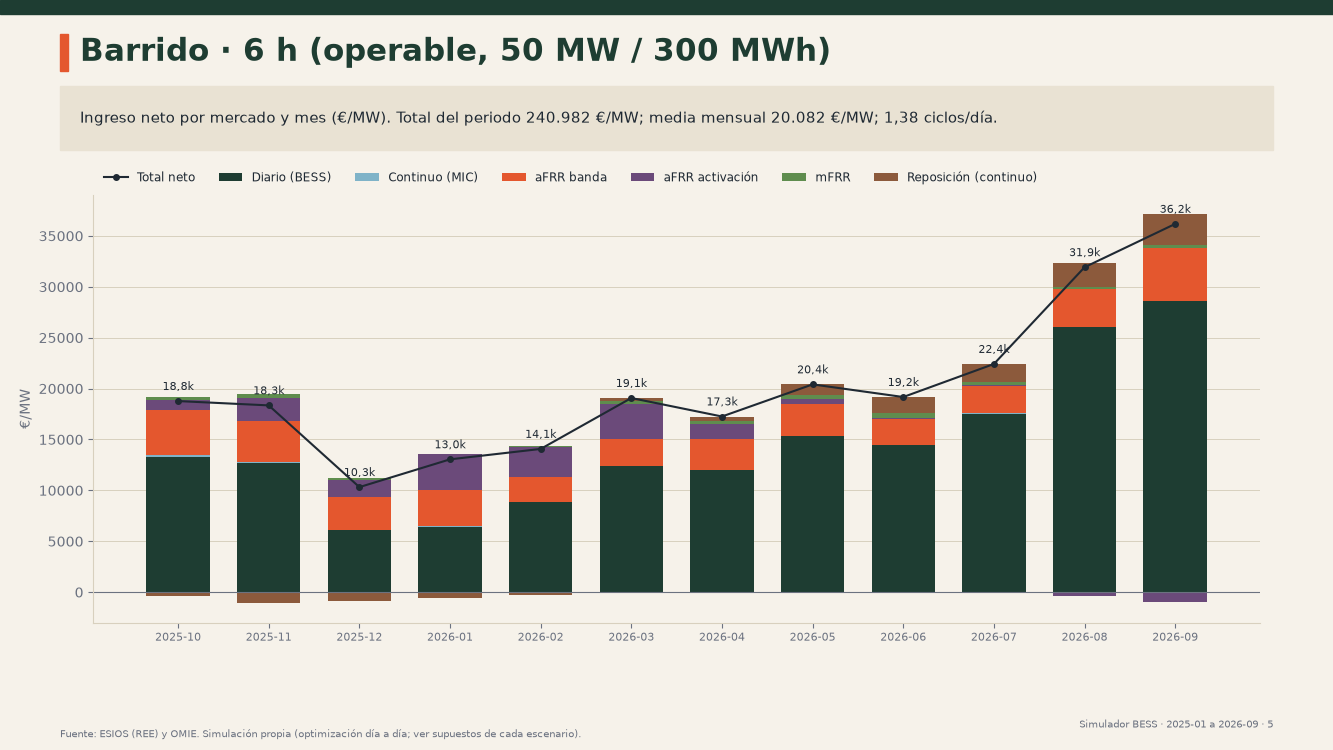 Barrido · 6 h (operable, 50 MW / 300 MWh)
Ingreso neto por mercado y mes (€/MW). Total del periodo 240.982 €/MW; media mensual 20.082 €/MW; 1,38 ciclos/día.
Total neto Diario (BESS) Continuo (MIC) aFRR banda aFRR activación mFRR Reposición (continuo)
€/MW
35000
30000
25000
20000
15000
10000
5000
0
18,8k 18,3k 10,3k 13,0k 14,1k 19,1k 17,3k 20,4k 19,2k 22,4k 31,9k 36,2k
2025-10 2025-11 2025-12 2026-01 2026-02 2026-03 2026-04 2026-05 2026-06 2026-07 2026-08 2026-09
Simulador BESS · 2025-01 a 2026-09 · 5
Fuente: ESIOS (REE) y OMIE. Simulación propia (optimización día a día; ver supuestos de cada escenario).